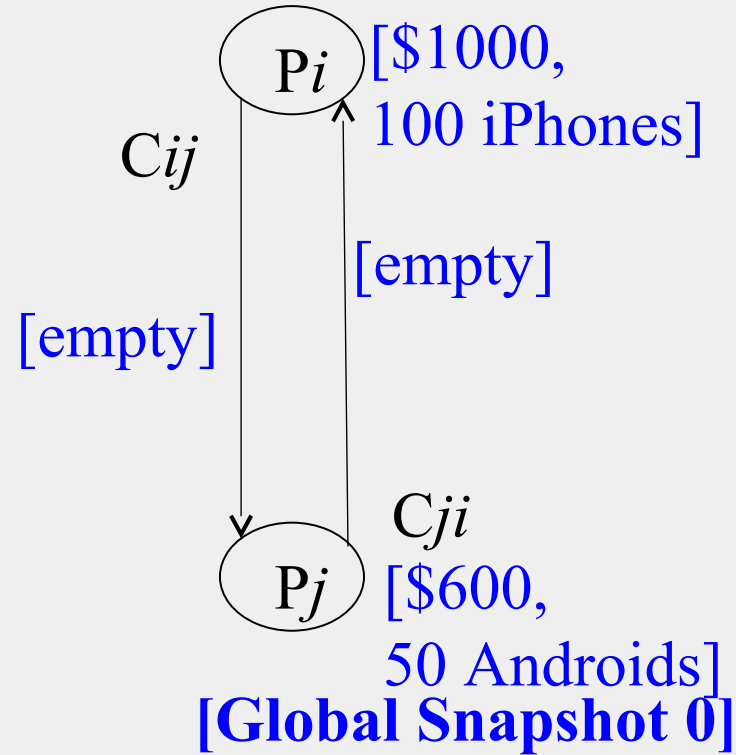 Pi
[$1000,
100 iPhones]
Cij
[empty]
[empty]
Cji
Pj
[$600,
50 Androids]
[Global Snapshot 0]